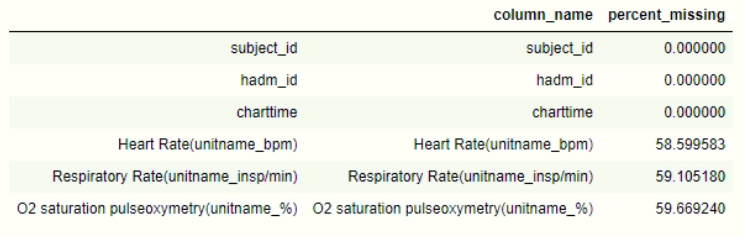 column_name percent_missing
subject_id subject_id 0.000000
hadm_id hadm_id 0.000000
charttime charttime 0.000000
Heart Rate(unitname_bpm) Heart Rate(unitname_bpm) 58.599583
Respiratory Rate(unitname_insp/min) Respiratory Rate(unitname_insp/min) 59.105180
O2 saturation pulseoxymetry(unitname_%) O2 saturation pulseoxymetry(unitname_%) 59.669240